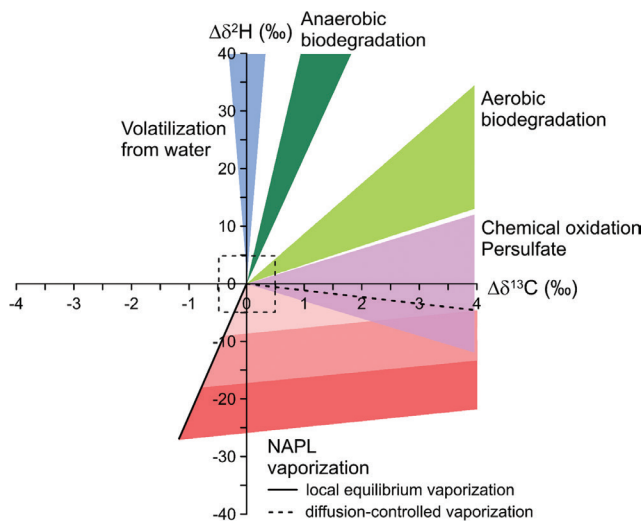 Δδ²H (‰)
Anaerobic
biodegradation
40
30
20
10
0
-10
-20
-30
-40
Volatilization
from water
Aerobic
biodegradation
Chemical oxidation
Persulfate
Δδ¹³C (‰)
-4 -3 -2 -1 0 1 2 3 4
NAPL
vaporization
local equilibrium vaporization
diffusion-controlled vaporization